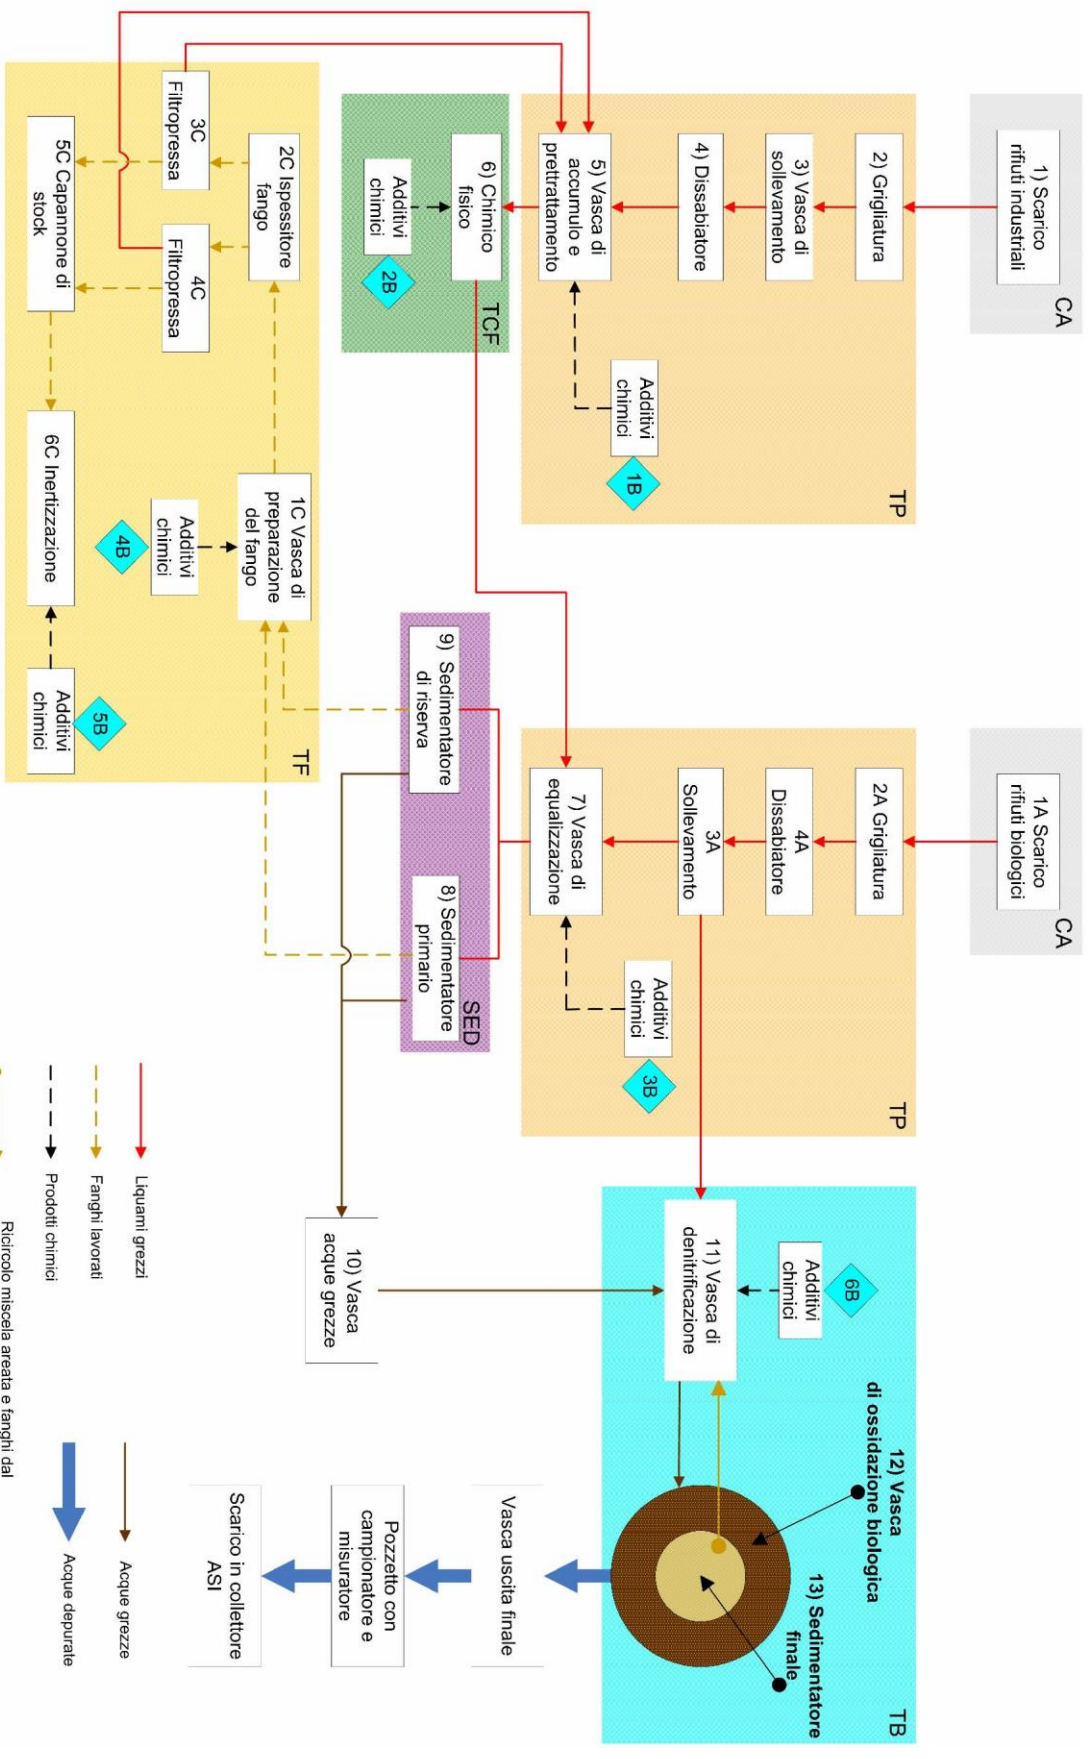 CA
1) Scarico
rifiuti industriali
TP
2) Grigliatura
3) Vasca di
sollevamento
4) Dissabiatore
5) Vasca di
accumulo e
prettrattamento
Additivi
chimici
1B
TCF
6) Chimico
fisico
Additivi
chimici
2B
CA
1A Scarico
rifiuti biologici
TP
2A Grigliatura
4A
Dissabiatore
3A
Sollevamento
7) Vasca di
equalizzazione
Additivi
chimici
3B
SED
9) Sedimentatore
di riserva
8) Sedimentatore
primario
TF
2C Ispessitore
fango
3C
Filtropressa
4C
Filtropressa
5C Capannone di
stock
1C Vasca di
preparazione
del fango
Additivi
chimici
4B
6C Inertizzazione
Additivi
chimici
5B
TB
6B
Additivi
chimici
11) Vasca di
denitrificazione
12) Vasca
di ossidazione biologica
13) Sedimentatore
finale
10) Vasca
acque grezze
Vasca uscita finale
Pozzetto con
campionatore e
misuratore
Scarico in collettore
ASI
Liquami grezzi
Fanghi lavorati
Prodotti chimici
Ricircolo miscela areata e fanghi dal
Acque grezze
Acque depurate